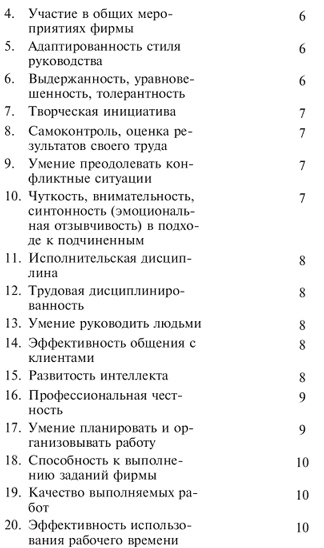 4. Участие в общих меро-
приятиях фирмы 6
5. Адаптированность стиля
руководства 6
6. Выдержанность, уравнове-
шенность, толерантность 6
7. Творческая инициатива 7
8. Самоконтроль, оценка ре-
зультатов своего труда 7
9. Умение преодолевать кон-
фликтные ситуации 7
10. Чуткость, внимательность, 7
синтонность (эмоциональ-
ная отзывчивость) в подхо-
де к подчиненным
11. Исполнительская дисцип- 8
лина
12. Трудовая дисциплиниро- 8
ванность
13. Умение руководить людьми 8
14. Эффективность общения с 8
клиентами
15. Развитость интеллекта 8
16. Профессиональная чест- 9
ность
17. Умение планировать и ор- 9
ганизовывать работу
18. Способность к выполне- 10
нию заданий фирмы
19. Качество выполняемых ра- 10
бот
20. Эффективность использо-
вания рабочего времени 10